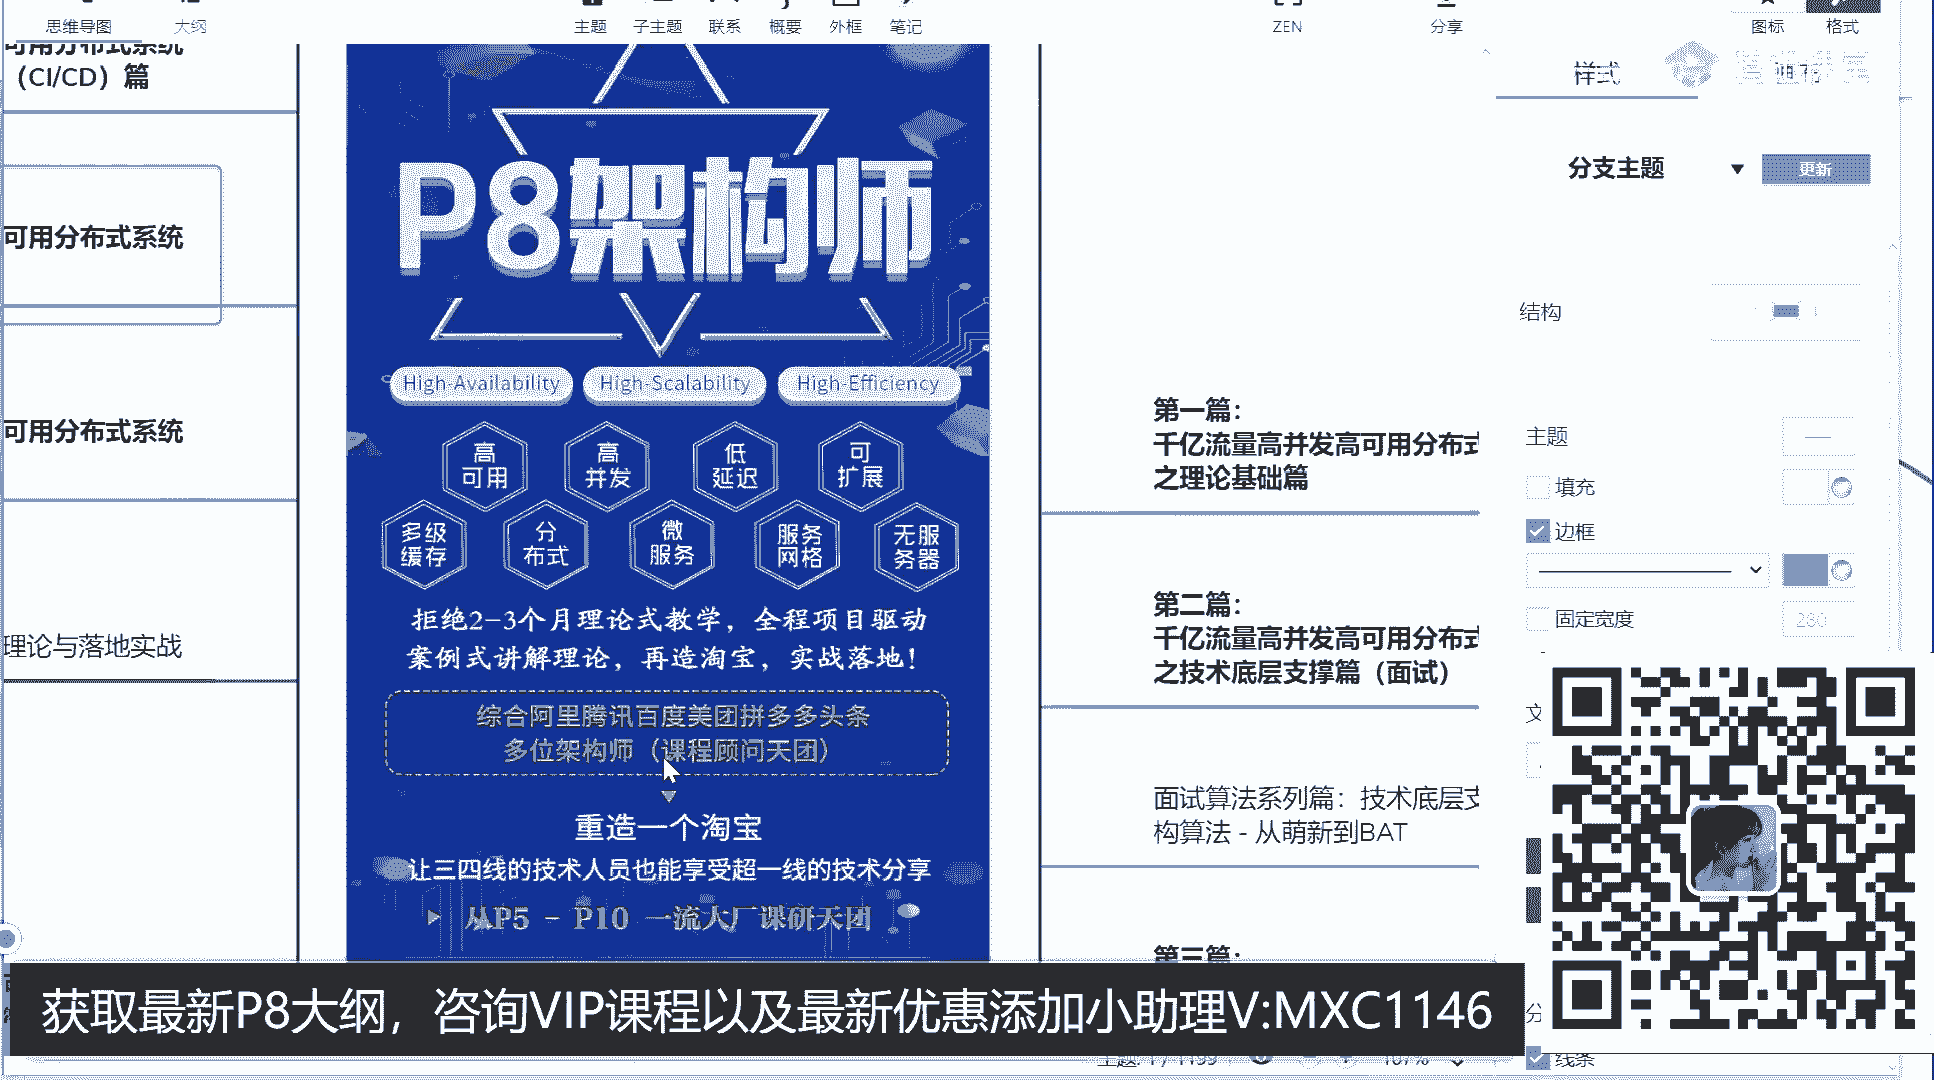 思维导图
大纲
主题
子主题
联系
概要
外框
笔记
ZEN
分享
图标
格式
可用分布式系统
（CI/CD）篇
可用分布式系统
可用分布式系统
理论与落地实战
P8架构师
High-Availability
High-Scalability
High-Efficiency
高
可用
高
并发
低
延迟
可
扩展
多级
缓存
分
布式
微
服务
服务
网格
无服
务器
拒绝2-3个月理论式教学，全程项目驱动
案例式讲解理论，再造淘宝，实战落地！
综合阿里腾讯百度美团拼多多头条
多位架构师（课程顾问天团）
重造一个淘宝
让三四线的技术人员也能享受超一线的技术分享
从P5 - P10 一流大厂课研天团
第一篇：
千亿流量高并发高可用分布式
之理论基础篇
第二篇：
千亿流量高并发高可用分布式
之技术底层支撑篇（面试）
面试算法系列篇：技术底层支
构算法 - 从萌新到BAT
第三篇：
样式
分支主题
更新
结构
主题
填充
边框
固定宽度
280
文
分
线条
获取最新P8大纲，咨询VIP课程以及最新优惠添加小助理V:MXC1146